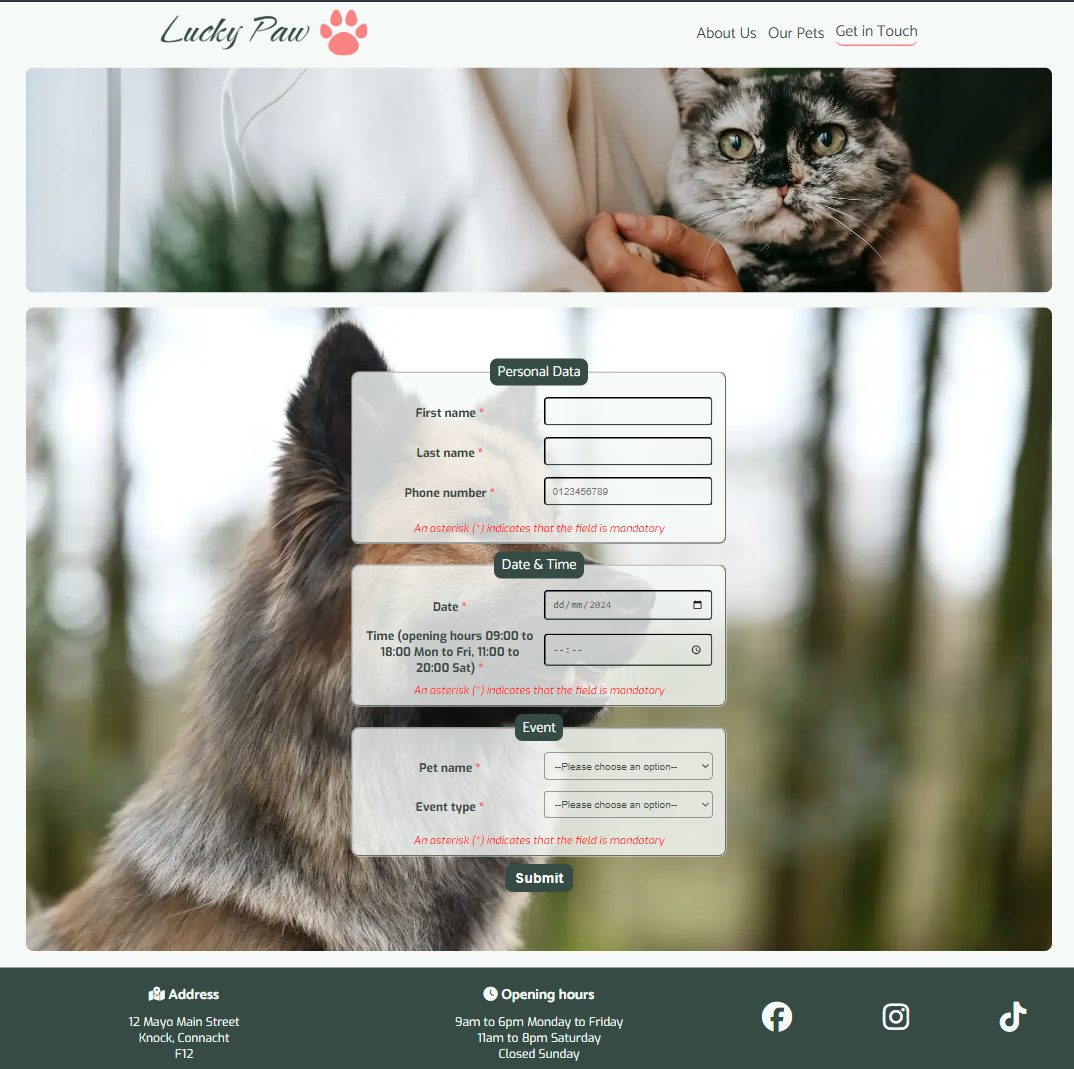 Lucky Paw
About Us Our Pets Get in Touch
Personal Data
First name *
Last name *
Phone number * 0123456789
An asterisk (*) indicates that the field is mandatory
Date & Time
Date * dd/mm/2024
Time (opening hours 09:00 to
18:00 Mon to Fri, 11:00 to
20:00 Sat) *
--:--
An asterisk (*) indicates that the field is mandatory
Event
Pet name * --Please choose an option--
Event type * --Please choose an option--
An asterisk (*) indicates that the field is mandatory
Submit
Address
12 Mayo Main Street
Knock, Connacht
F12
Opening hours
9am to 6pm Monday to Friday
11am to 8pm Saturday
Closed Sunday